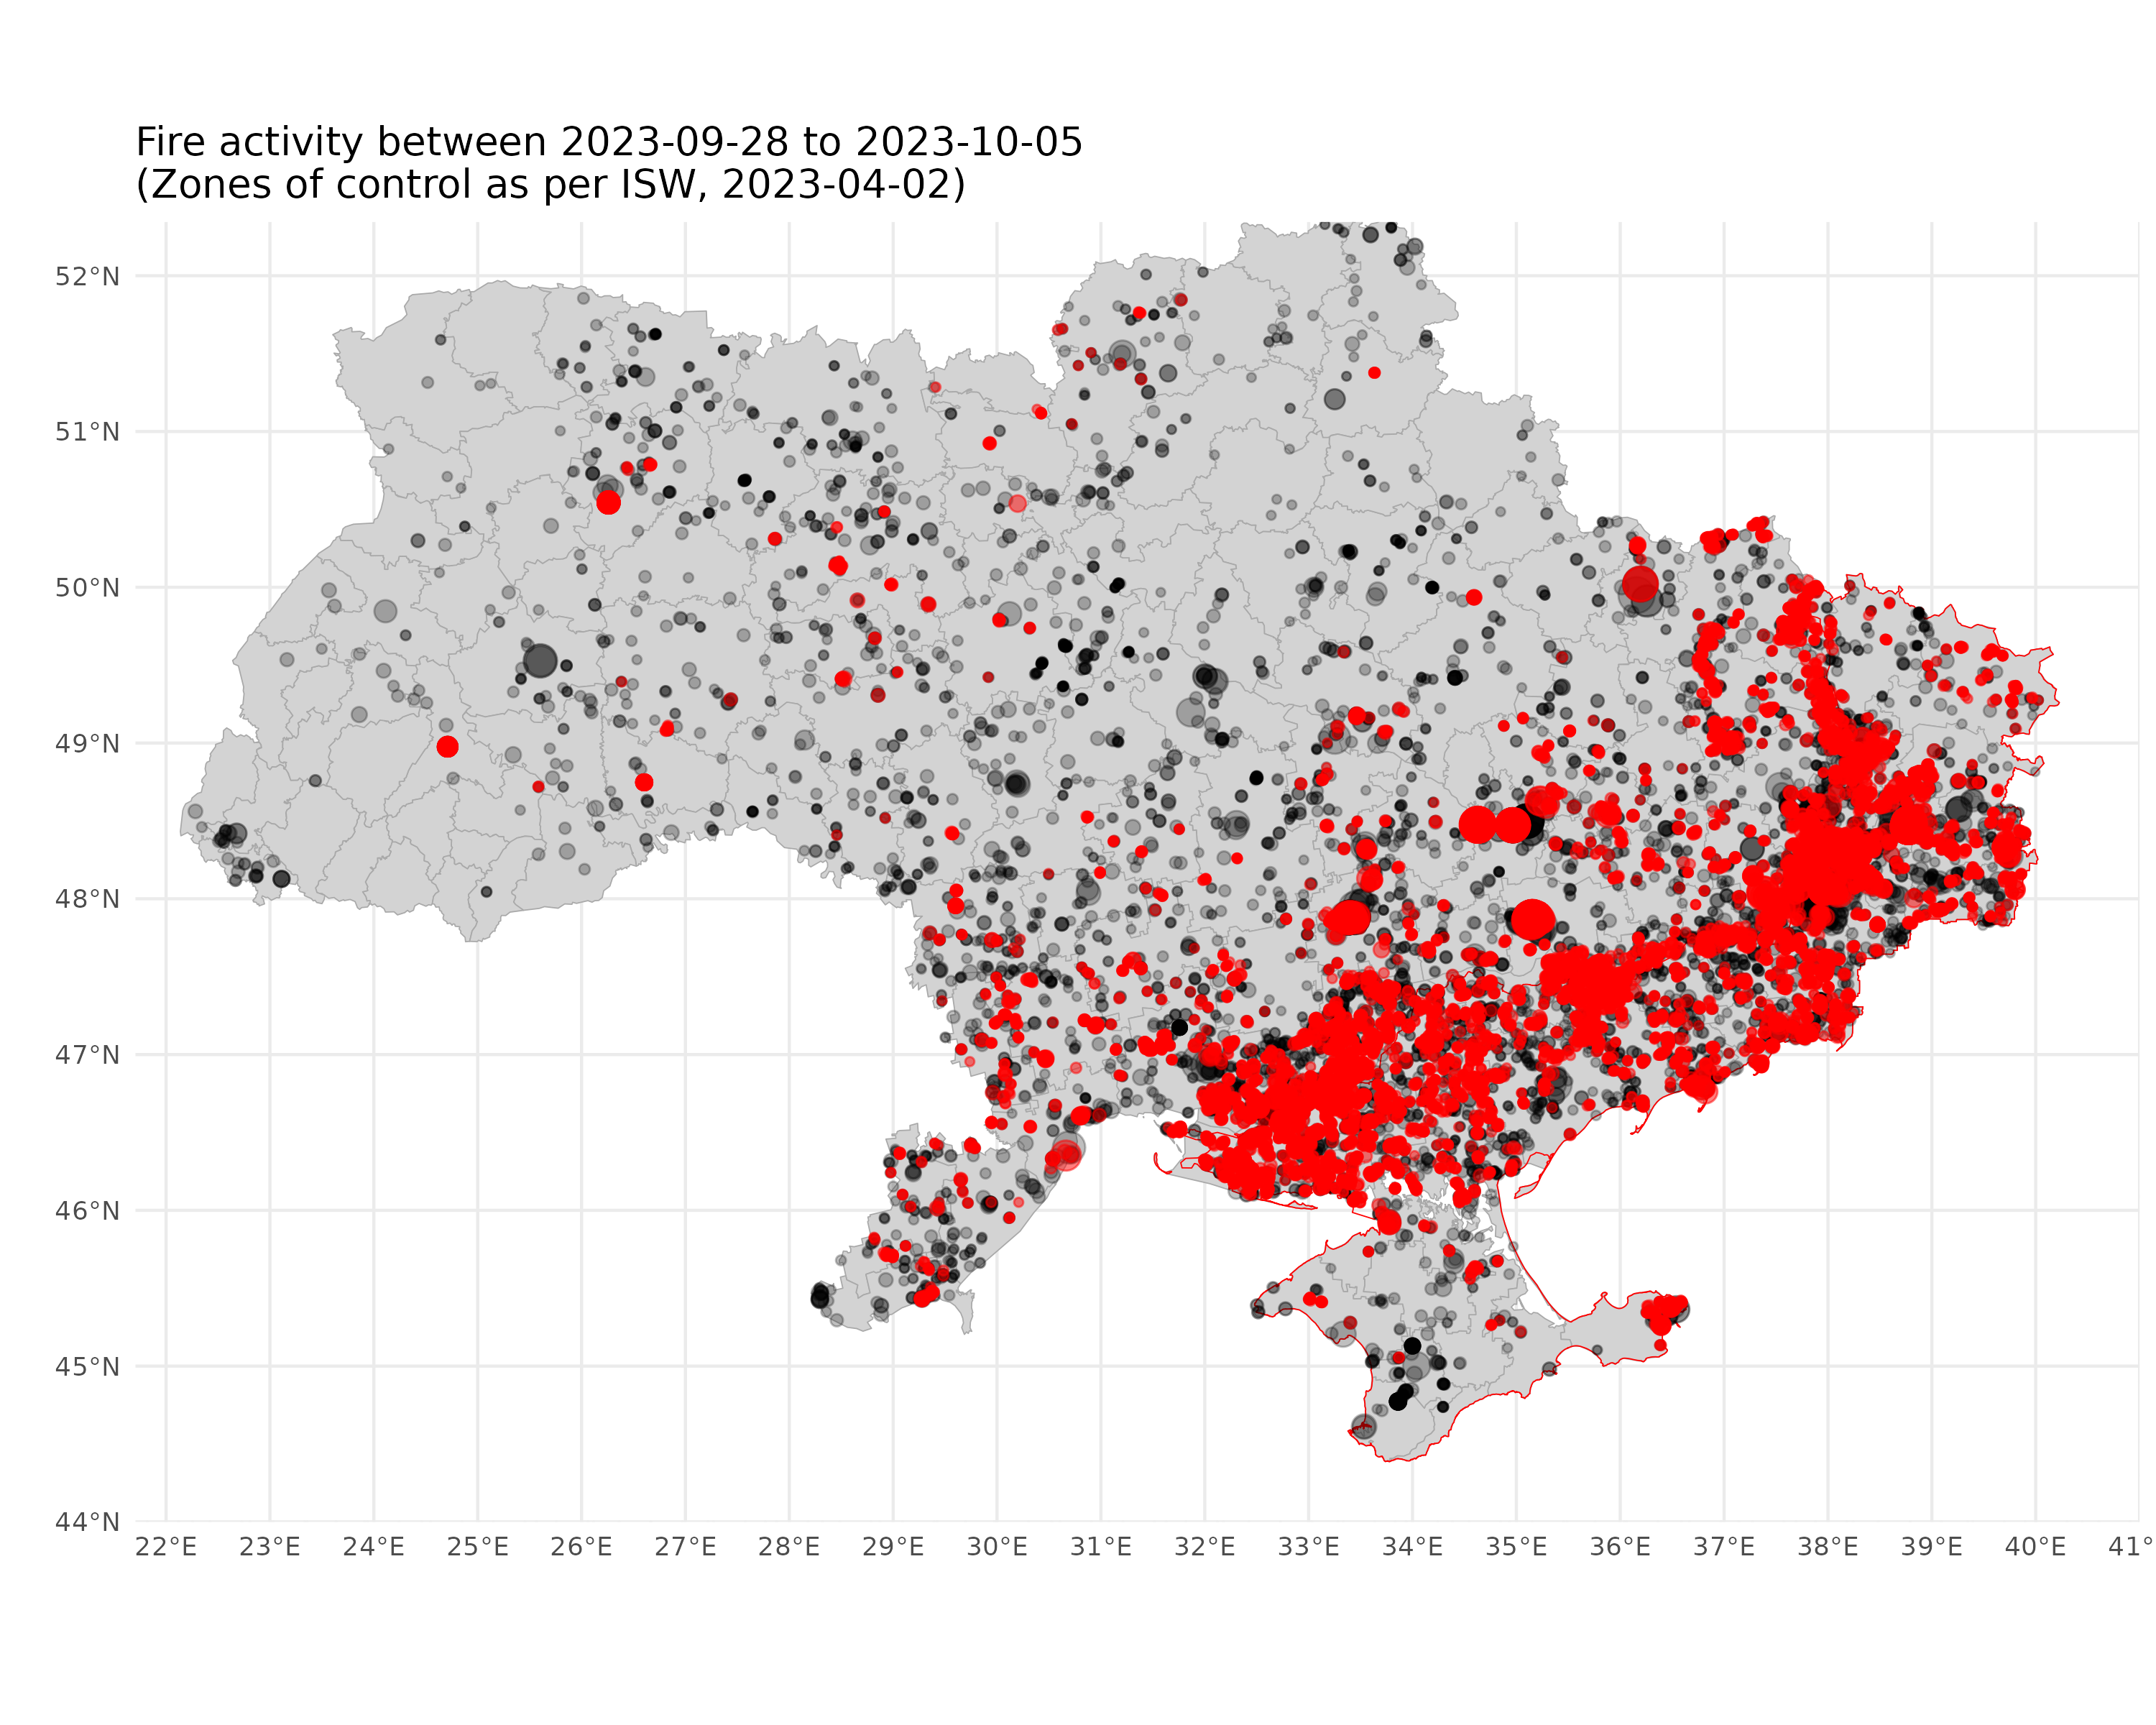 Fire activity between 2023-09-28 to 2023-10-05
(Zones of control as per ISW, 2023-04-02)
52°N
51°N
50°N
49°N
48°N
47°N
46°N
45°N
44°N
22°E 23°E 24°E 25°E 26°E 27°E 28°E 29°E 30°E 31°E 32°E 33°E 34°E 35°E 36°E 37°E 38°E 39°E 40°E 41°